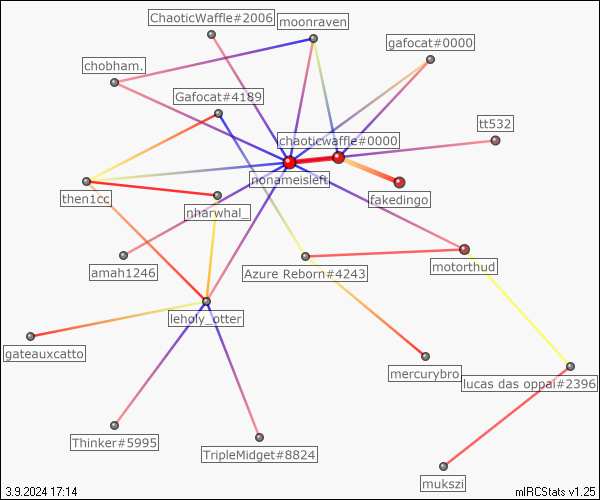 ChaoticWaffle#2006
moonraven
gafocat#0000
chobham.
Gafocat#4189
tt532
chaoticwaffle#0000
nonameisleft
then1cc
nharwhal_
fakedingo
amah1246
Azure Reborn#4243
motorthud
leholy_otter
gateauxcatto
mercurybro
lucas das oppai#2396
Thinker#5995
TripleMidget#8824
mukszi
3.9.2024 17:14
mIRCStats v1.25